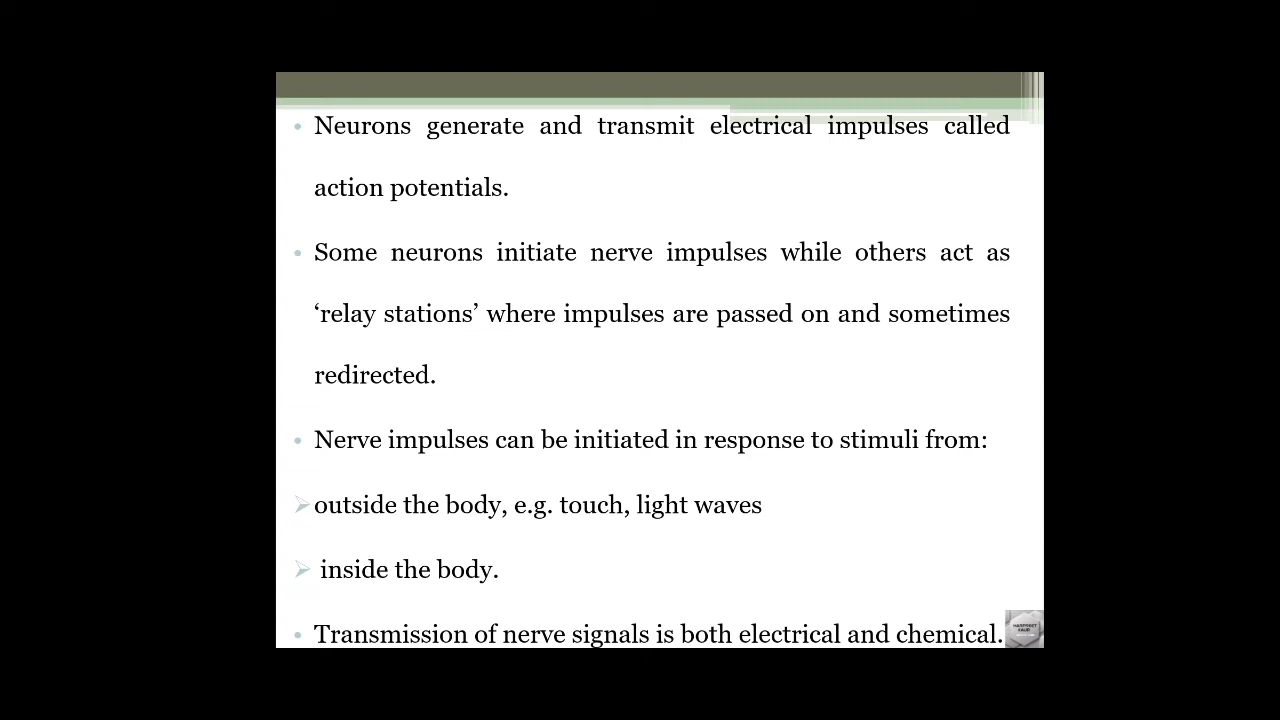 • Neurons generate and transmit electrical impulses called
action potentials.
• Some neurons initiate nerve impulses while others act as
‘relay stations’ where impulses are passed on and sometimes
redirected.
• Nerve impulses can be initiated in response to stimuli from:
➢ outside the body, e.g. touch, light waves
➢ inside the body.
• Transmission of nerve signals is both electrical and chemical.
HARPREET
KAUR